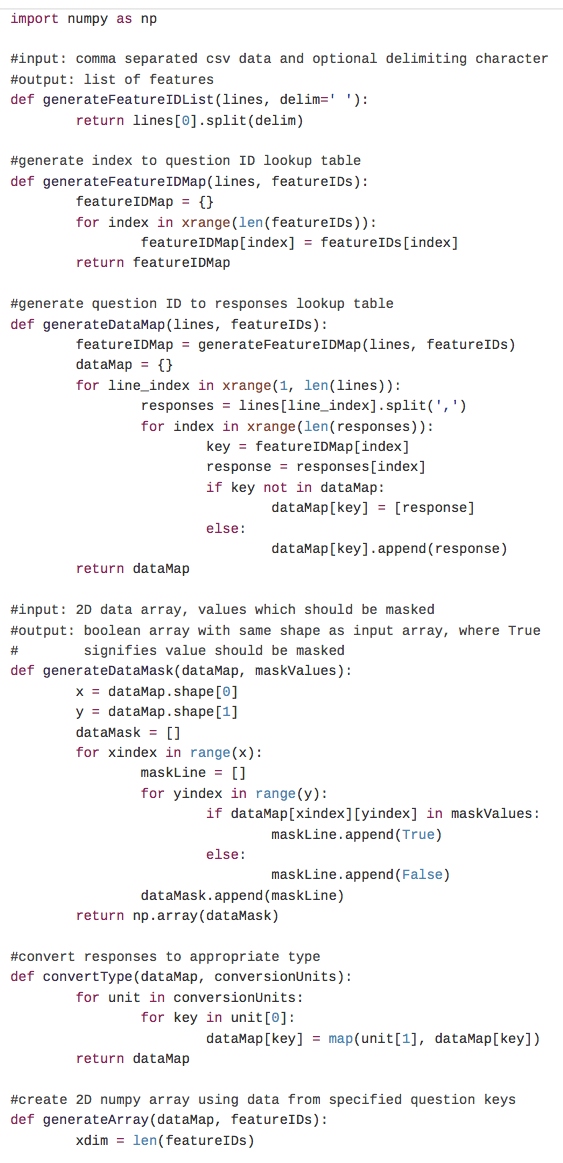 import numpy as np

#input: comma separated csv data and optional delimiting character
#output: list of features
def generateFeatureIDList(lines, delim=' '):
        return lines[0].split(delim)

#generate index to question ID lookup table
def generateFeatureIDMap(lines, featureIDs):
        featureIDMap = {}
        for index in xrange(len(featureIDs)):
                featureIDMap[index] = featureIDs[index]
        return featureIDMap

#generate question ID to responses lookup table
def generateDataMap(lines, featureIDs):
        featureIDMap = generateFeatureIDMap(lines, featureIDs)
        dataMap = {}
        for line_index in xrange(1, len(lines)):
                responses = lines[line_index].split(',')
                for index in xrange(len(responses)):
                        key = featureIDMap[index]
                        response = responses[index]
                        if key not in dataMap:
                                dataMap[key] = [response]
                        else:
                                dataMap[key].append(response)
        return dataMap

#input: 2D data array, values which should be masked
#output: boolean array with same shape as input array, where True
#        signifies value should be masked
def generateDataMask(dataMap, maskValues):
        x = dataMap.shape[0]
        y = dataMap.shape[1]
        dataMask = []
        for xindex in range(x):
                maskLine = []
                for yindex in range(y):
                        if dataMap[xindex][yindex] in maskValues:
                                maskLine.append(True)
                        else:
                                maskLine.append(False)
                dataMask.append(maskLine)
        return np.array(dataMask)

#convert responses to appropriate type
def convertType(dataMap, conversionUnits):
        for unit in conversionUnits:
                for key in unit[0]:
                        dataMap[key] = map(unit[1], dataMap[key])
        return dataMap

#create 2D numpy array using data from specified question keys
def generateArray(dataMap, featureIDs):
        xdim = len(featureIDs)